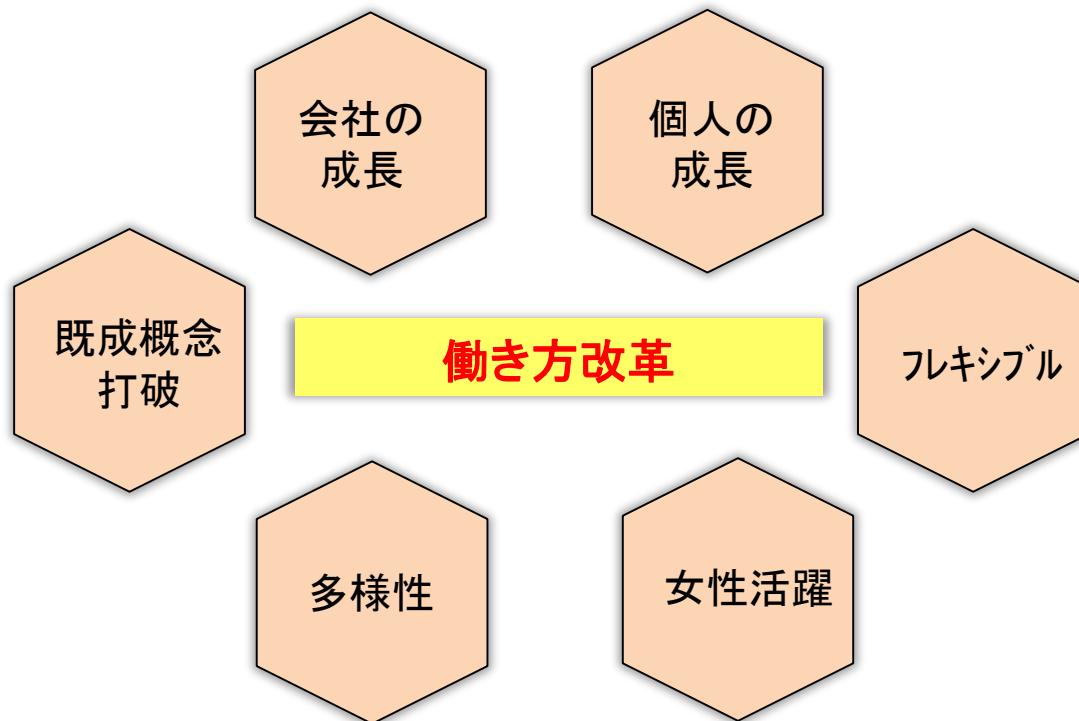 会社の
成長
個人の
成長
既成概念
打破
働き方改革
ﾌﾚｷｼﾌﾞﾙ
多様性
女性活躍